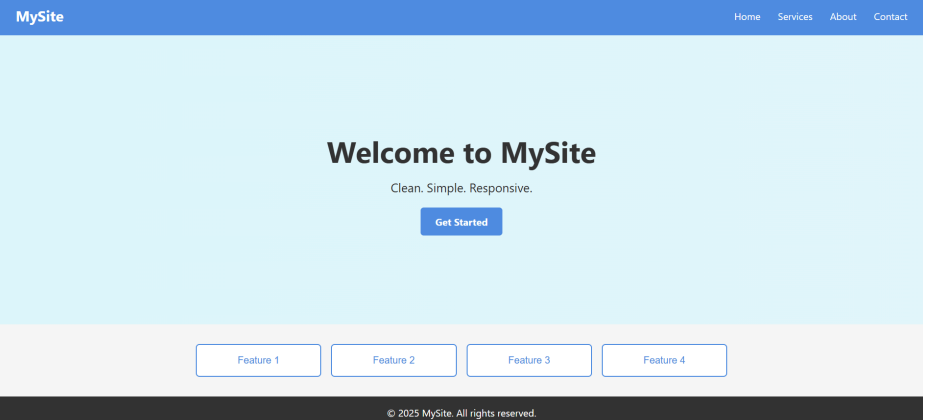 MySite
Home Services About Contact
Welcome to MySite
Clean. Simple. Responsive.
Get Started
Feature 1 Feature 2 Feature 3 Feature 4
© 2025 MySite. All rights reserved.